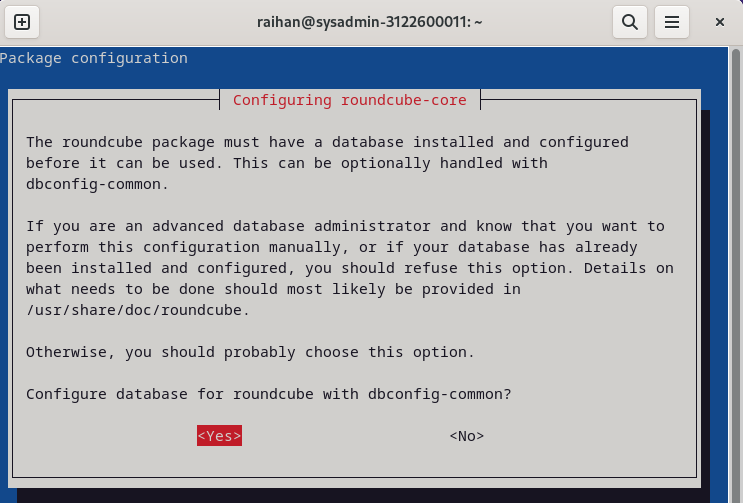 raihan@sysadmin-3122600011: ~
Package configuration
Configuring roundcube-core
The roundcube package must have a database installed and configured
before it can be used. This can be optionally handled with
dbconfig-common.
If you are an advanced database administrator and know that you want to
perform this configuration manually, or if your database has already
been installed and configured, you should refuse this option. Details on
what needs to be done should most likely be provided in
/usr/share/doc/roundcube.
Otherwise, you should probably choose this option.
Configure database for roundcube with dbconfig-common?
<Yes> <No>